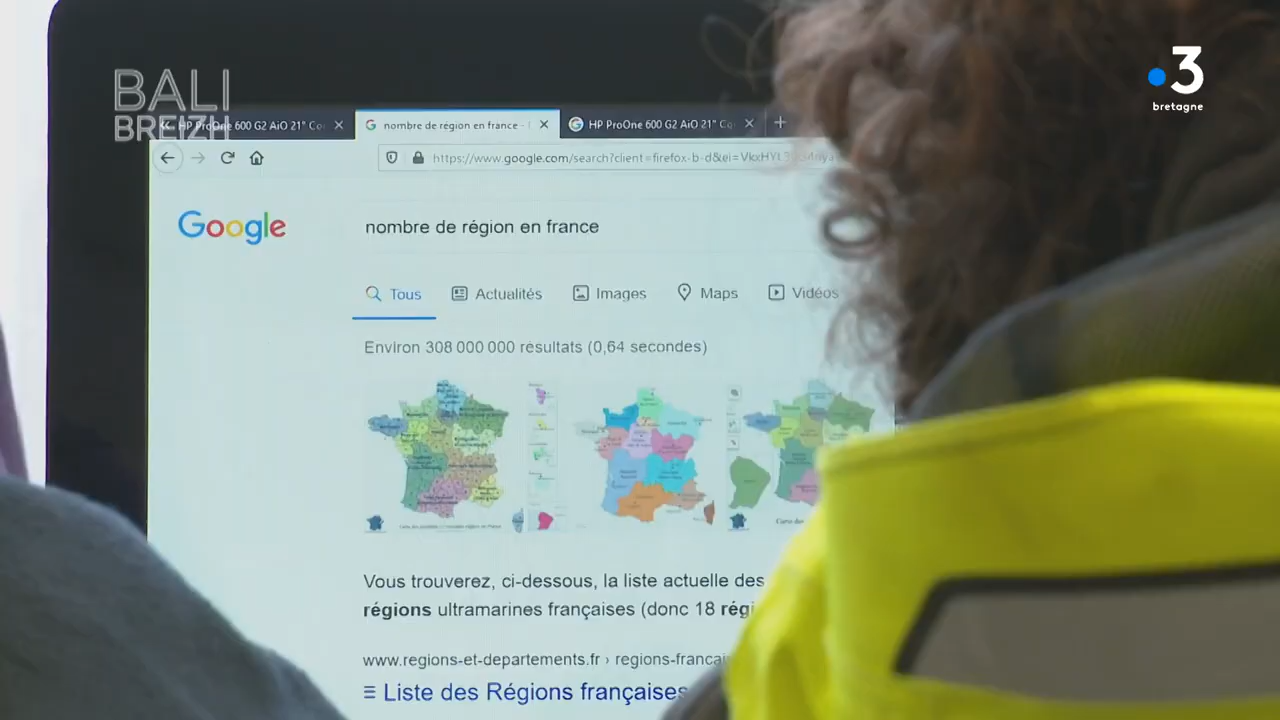 BALI
BREIZH
3
bretagne
HP ProOne 600 G2 AiO 21" Co
nombre de région en france -
HP ProOne 600 G2 AiO 21" Co
https://www.google.com/search?client=firefox-b-d&ei=
Google
nombre de région en france
Tous
Actualités
Images
Maps
Vidéos
Environ 308 000 000 résultats (0,64 secondes)
Vous trouverez, ci-dessous, la liste actuelle des
régions ultramarines françaises (donc 18 régi
www.regions-et-departements.fr › regions-francai
≡ Liste des Régions françaises